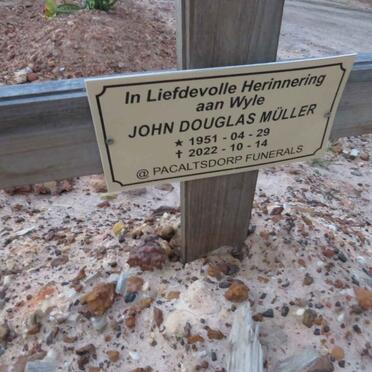 In Liefdevolle Herinnering
aan Wyle
JOHN DOUGLAS MÜLLER
★ 1951 - 04 - 29
✝ 2022 - 10 - 14
@ PACALTSDORP FUNERALS